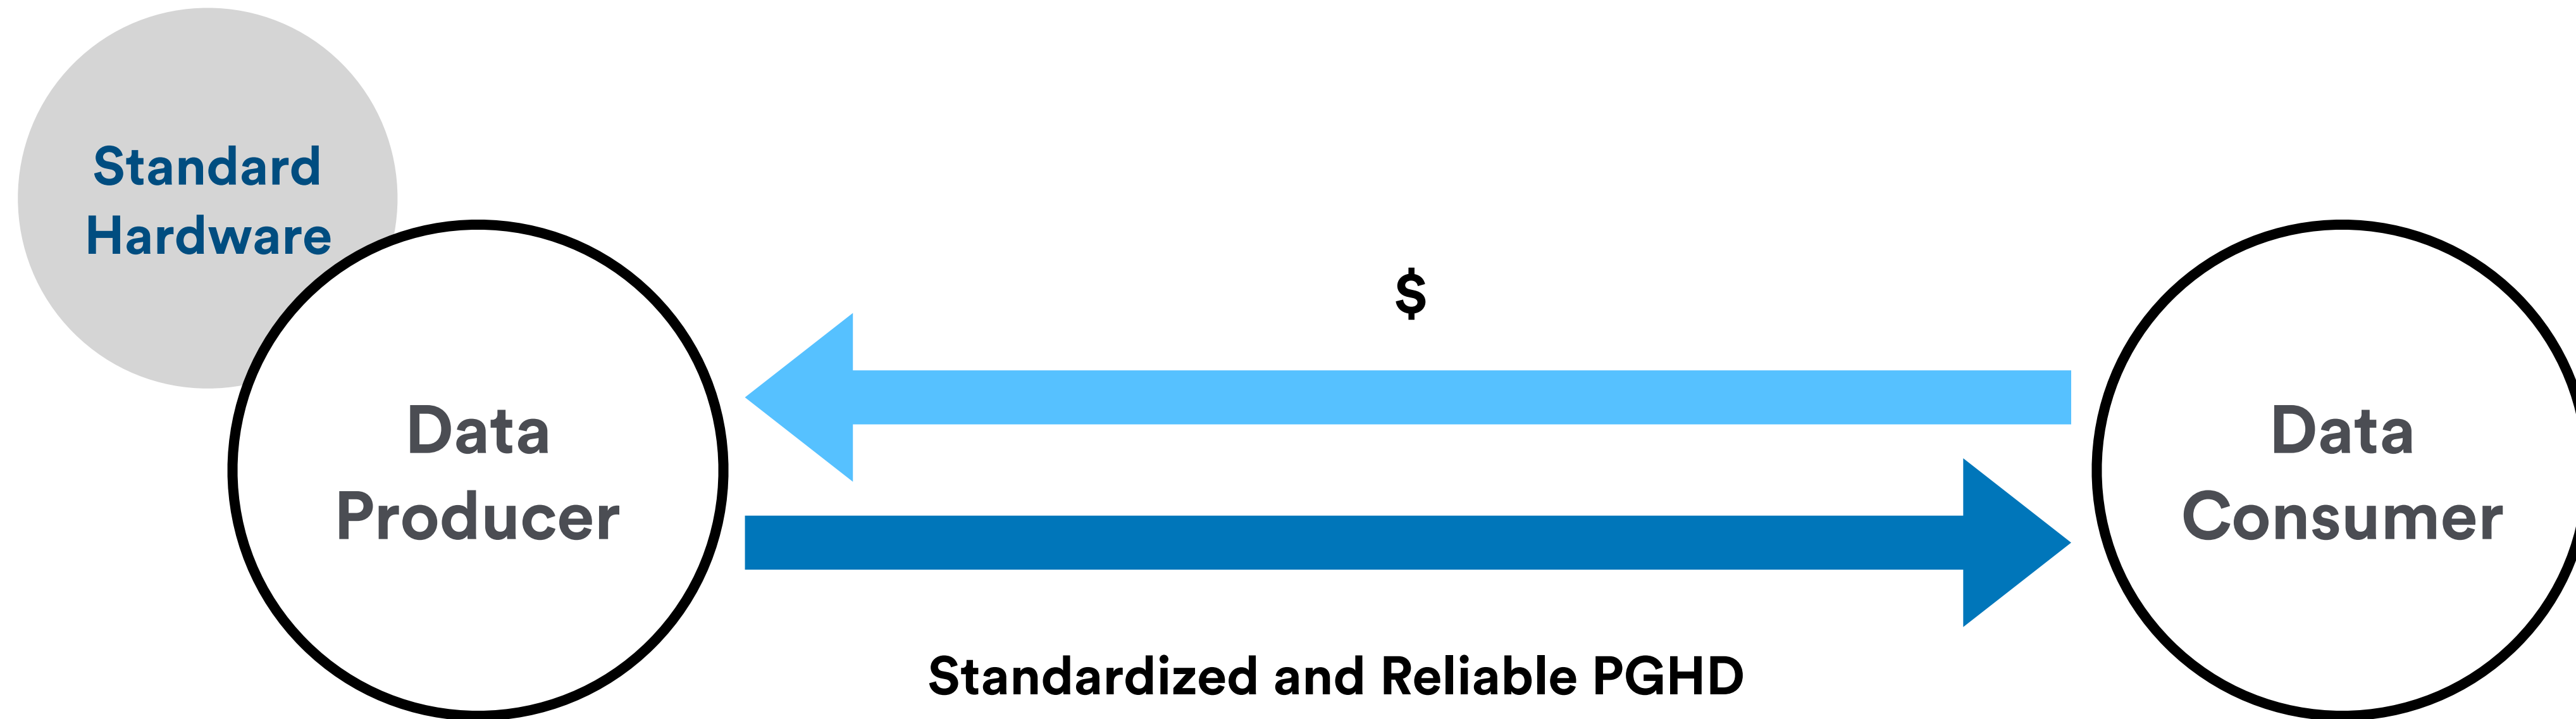 Standard
Hardware
$
Data
Producer
Data
Consumer
Standardized and Reliable PGHD